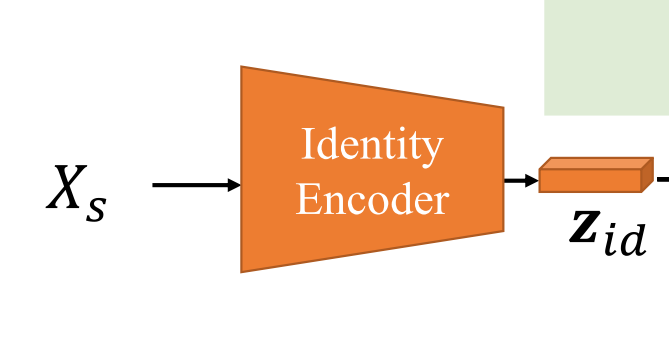 Identity
Encoder
X_s
z_id